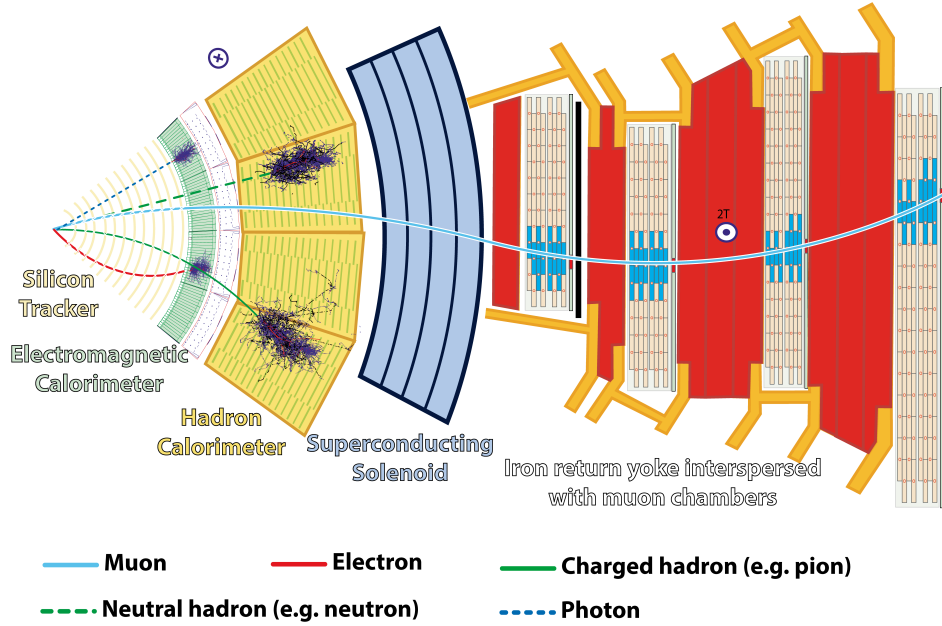 2T
Silicon
Tracker
Electromagnetic
Calorimeter
Hadron
Calorimeter
Superconducting
Solenoid
Iron return yoke interspersed
with muon chambers
Muon
Electron
Charged hadron (e.g. pion)
Neutral hadron (e.g. neutron)
Photon